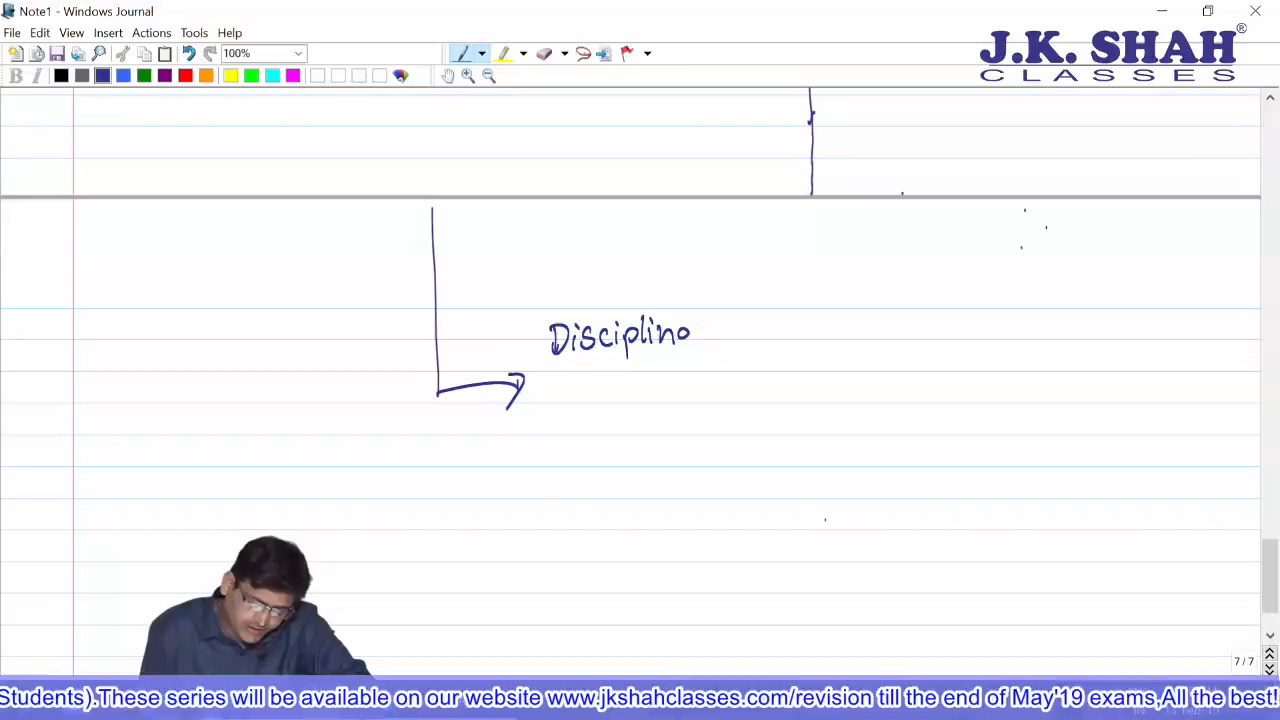 Note1 - Windows Journal
File Edit View Insert Actions Tools Help
100%
B I
J.K. SHAH®
CLASSES
Disciplino
7 / 7
Students).These series will be available on our website www.jkshahclasses.com/revision till the end of May'19 exams,All the best!